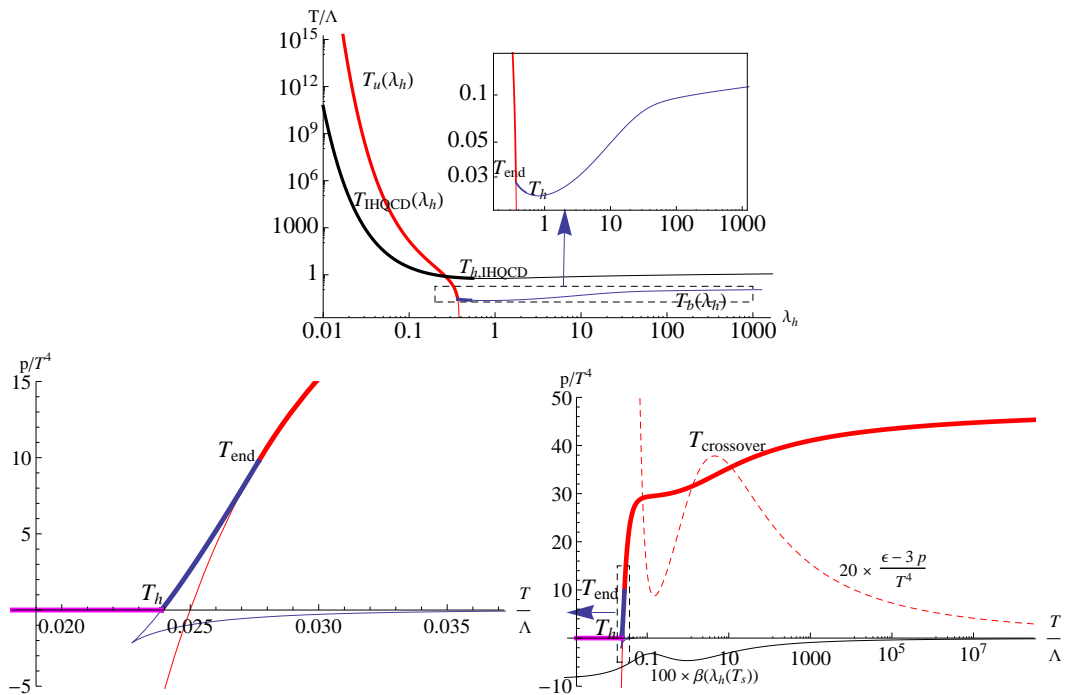 T/Λ
10^15
10^12
10^9
10^6
1000
1
T_u(λ_h)
T_IHQCD(λ_h)
T_h,IHQCD
T_b(λ_h)
0.01 0.1 1 10 100 1000 λ_h
0.1
0.05
0.03
T_end
T_h
1 10 100 1000
p/T^4
15
10
5
-5
T_end
T_h
0.020 0.025 0.030 0.035
T/Λ
p/T^4
50
40
30
20
10
0
-10
T_crossover
20 × (ϵ - 3 p)/T^4
T_end
T_h
0.1 10 1000 10^5 10^7
T/Λ
100 × β(λ_h(T_s))